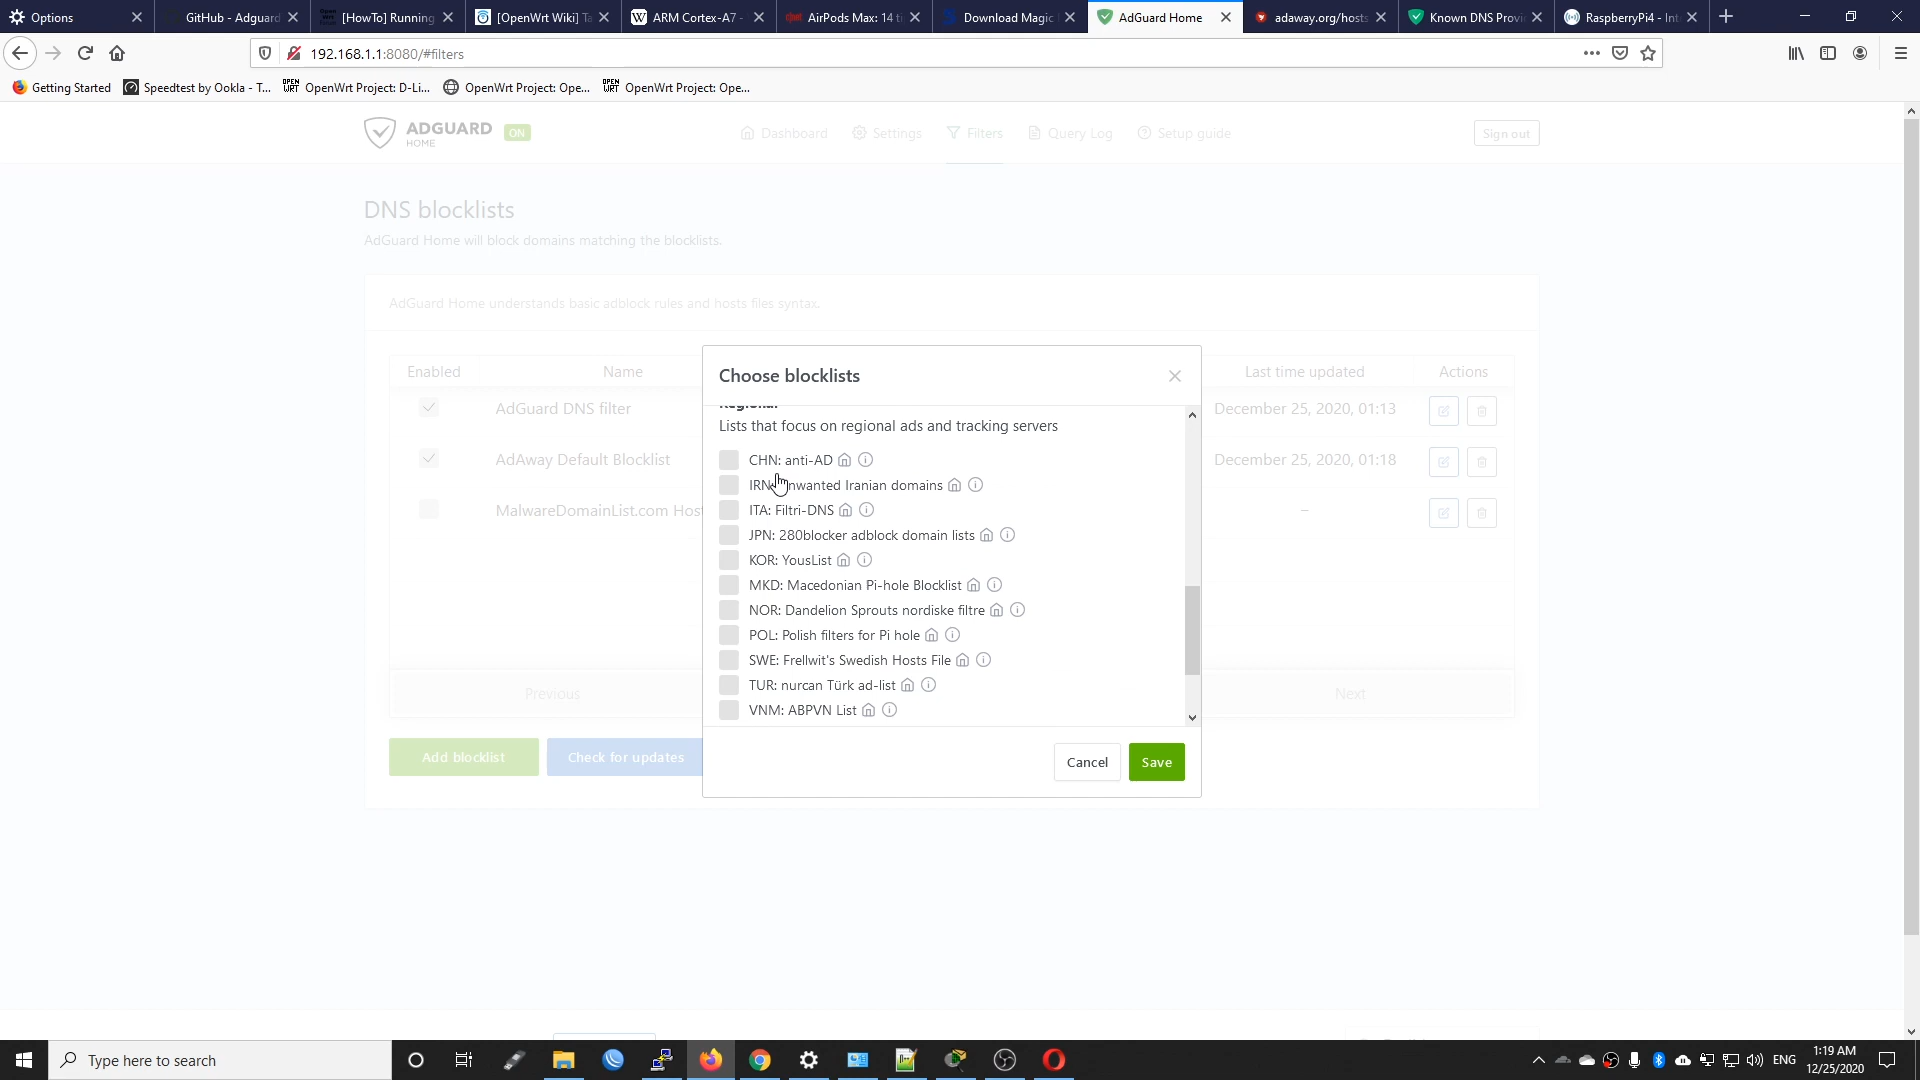 Options
GitHub - Adguard
[HowTo] Running
[OpenWrt Wiki] Ta
ARM Cortex-A7 -
AirPods Max: 14 ti
Download Magic
AdGuard Home
adaway.org/hosts
Known DNS Provi
RaspberryPi4 - Int
192.168.1.1:8080/#filters
Getting Started
Speedtest by Ookla - T...
OpenWrt Project: D-Li...
OpenWrt Project: Ope...
OpenWrt Project: Ope...
ADGUARD
HOME
ON
Dashboard
Settings
Filters
Query Log
Setup guide
Sign out
DNS blocklists
AdGuard Home will block domains matching the blocklists.
AdGuard Home understands basic adblock rules and hosts files syntax.
Enabled
Name
Last time updated
Actions
AdGuard DNS filter
December 25, 2020, 01:13
AdAway Default Blocklist
December 25, 2020, 01:18
MalwareDomainList.com Host
–
Previous
Next
Add blocklist
Check for updates
Choose blocklists
Regional
Lists that focus on regional ads and tracking servers
CHN: anti-AD
IRN: nwanted Iranian domains
ITA: Filtri-DNS
JPN: 280blocker adblock domain lists
KOR: YousList
MKD: Macedonian Pi-hole Blocklist
NOR: Dandelion Sprouts nordiske filtre
POL: Polish filters for Pi hole
SWE: Frellwit's Swedish Hosts File
TUR: nurcan Türk ad-list
VNM: ABPVN List
Cancel
Save
Type here to search
ENG
1:19 AM
12/25/2020